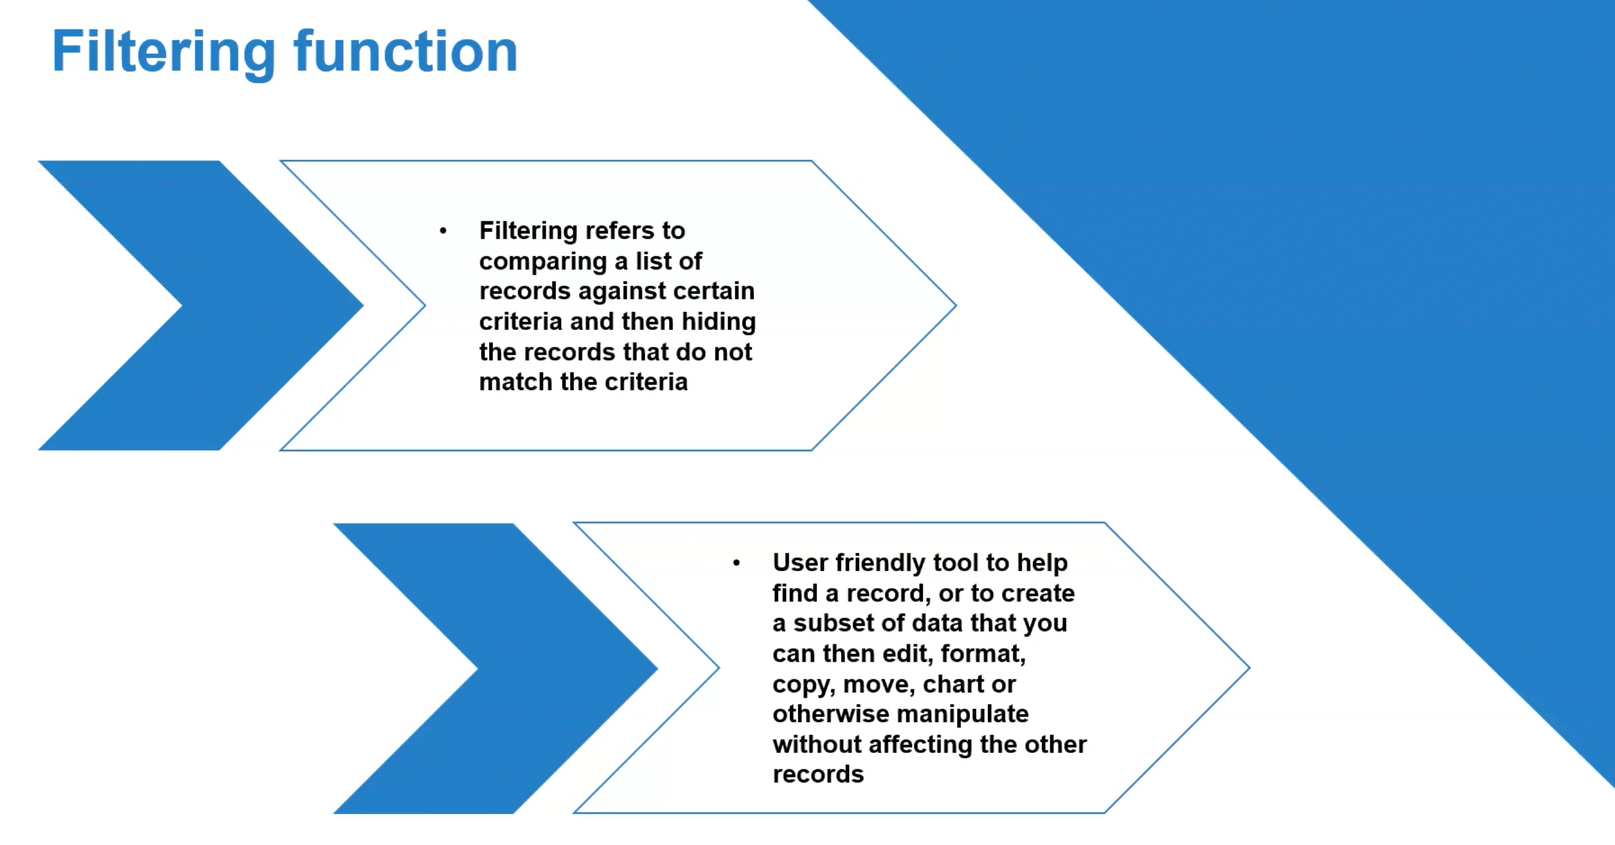 Filtering function
• Filtering refers to
comparing a list of
records against certain
criteria and then hiding
the records that do not
match the criteria
• User friendly tool to help
find a record, or to create
a subset of data that you
can then edit, format,
copy, move, chart or
otherwise manipulate
without affecting the other
records